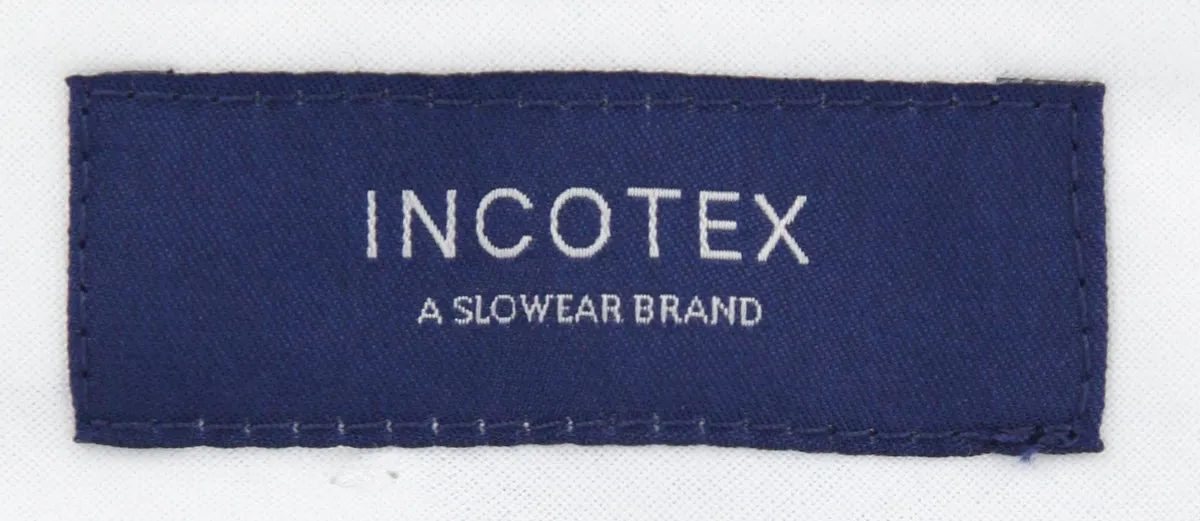 INCOTEX
A SLOWEAR BRAND